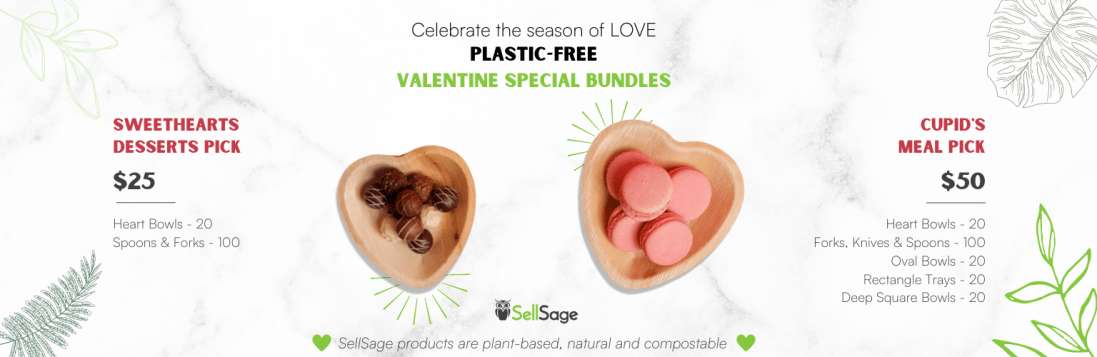 Celebrate the season of LOVE
PLASTIC-FREE
VALENTINE SPECIAL BUNDLES
SWEETHEARTS
DESSERTS PICK
$25
Heart Bowls - 20
Spoons & Forks - 100
CUPID'S
MEAL PICK
$50
Heart Bowls - 20
Forks, Knives & Spoons - 100
Oval Bowls - 20
Rectangle Trays - 20
Deep Square Bowls - 20
SellSage
SellSage products are plant-based, natural and compostable